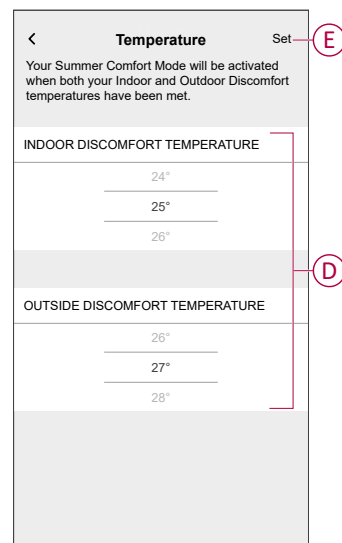 Temperature Set
E
Your Summer Comfort Mode will be activated
when both your Indoor and Outdoor Discomfort
temperatures have been met.
INDOOR DISCOMFORT TEMPERATURE
24°
25°
26°
D
OUTSIDE DISCOMFORT TEMPERATURE
26°
27°
28°